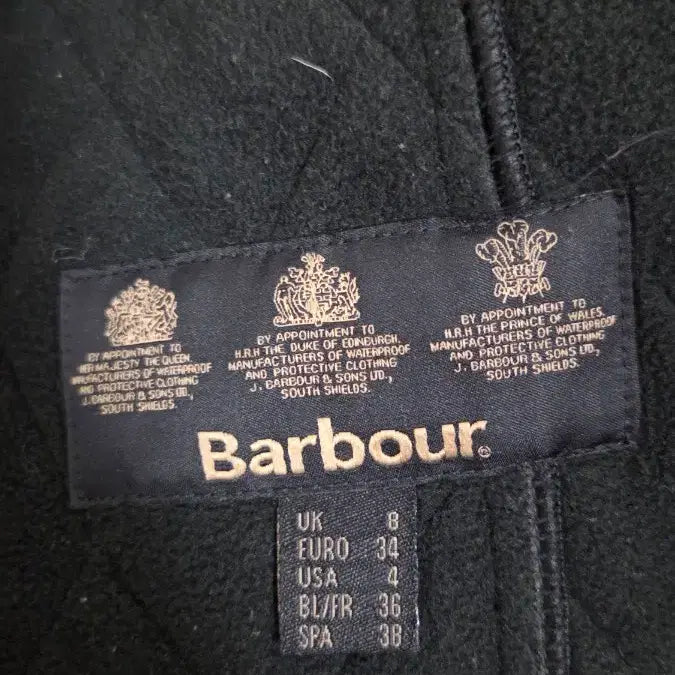 BY APPOINTMENT TO
HER MAJESTY THE QUEEN
MANUFACTURERS OF WATERPROOF
AND PROTECTIVE CLOTHING
J. BARBOUR & SONS LTD.,
SOUTH SHIELDS.
BY APPOINTMENT TO
H.R.H THE DUKE OF EDINBURGH
MANUFACTURERS OF WATERPROOF
AND PROTECTIVE CLOTHING
J. BARBOUR & SONS LTD.,
SOUTH SHIELDS.
BY APPOINTMENT TO
H.R.H THE PRINCE OF WALES
MANUFACTURERS OF WATERPROOF
AND PROTECTIVE CLOTHING
J. BARBOUR & SONS LTD.,
SOUTH SHIELDS.
Barbour®
UK 8
EURO 34
USA 4
BL/FR 36
SPA 38